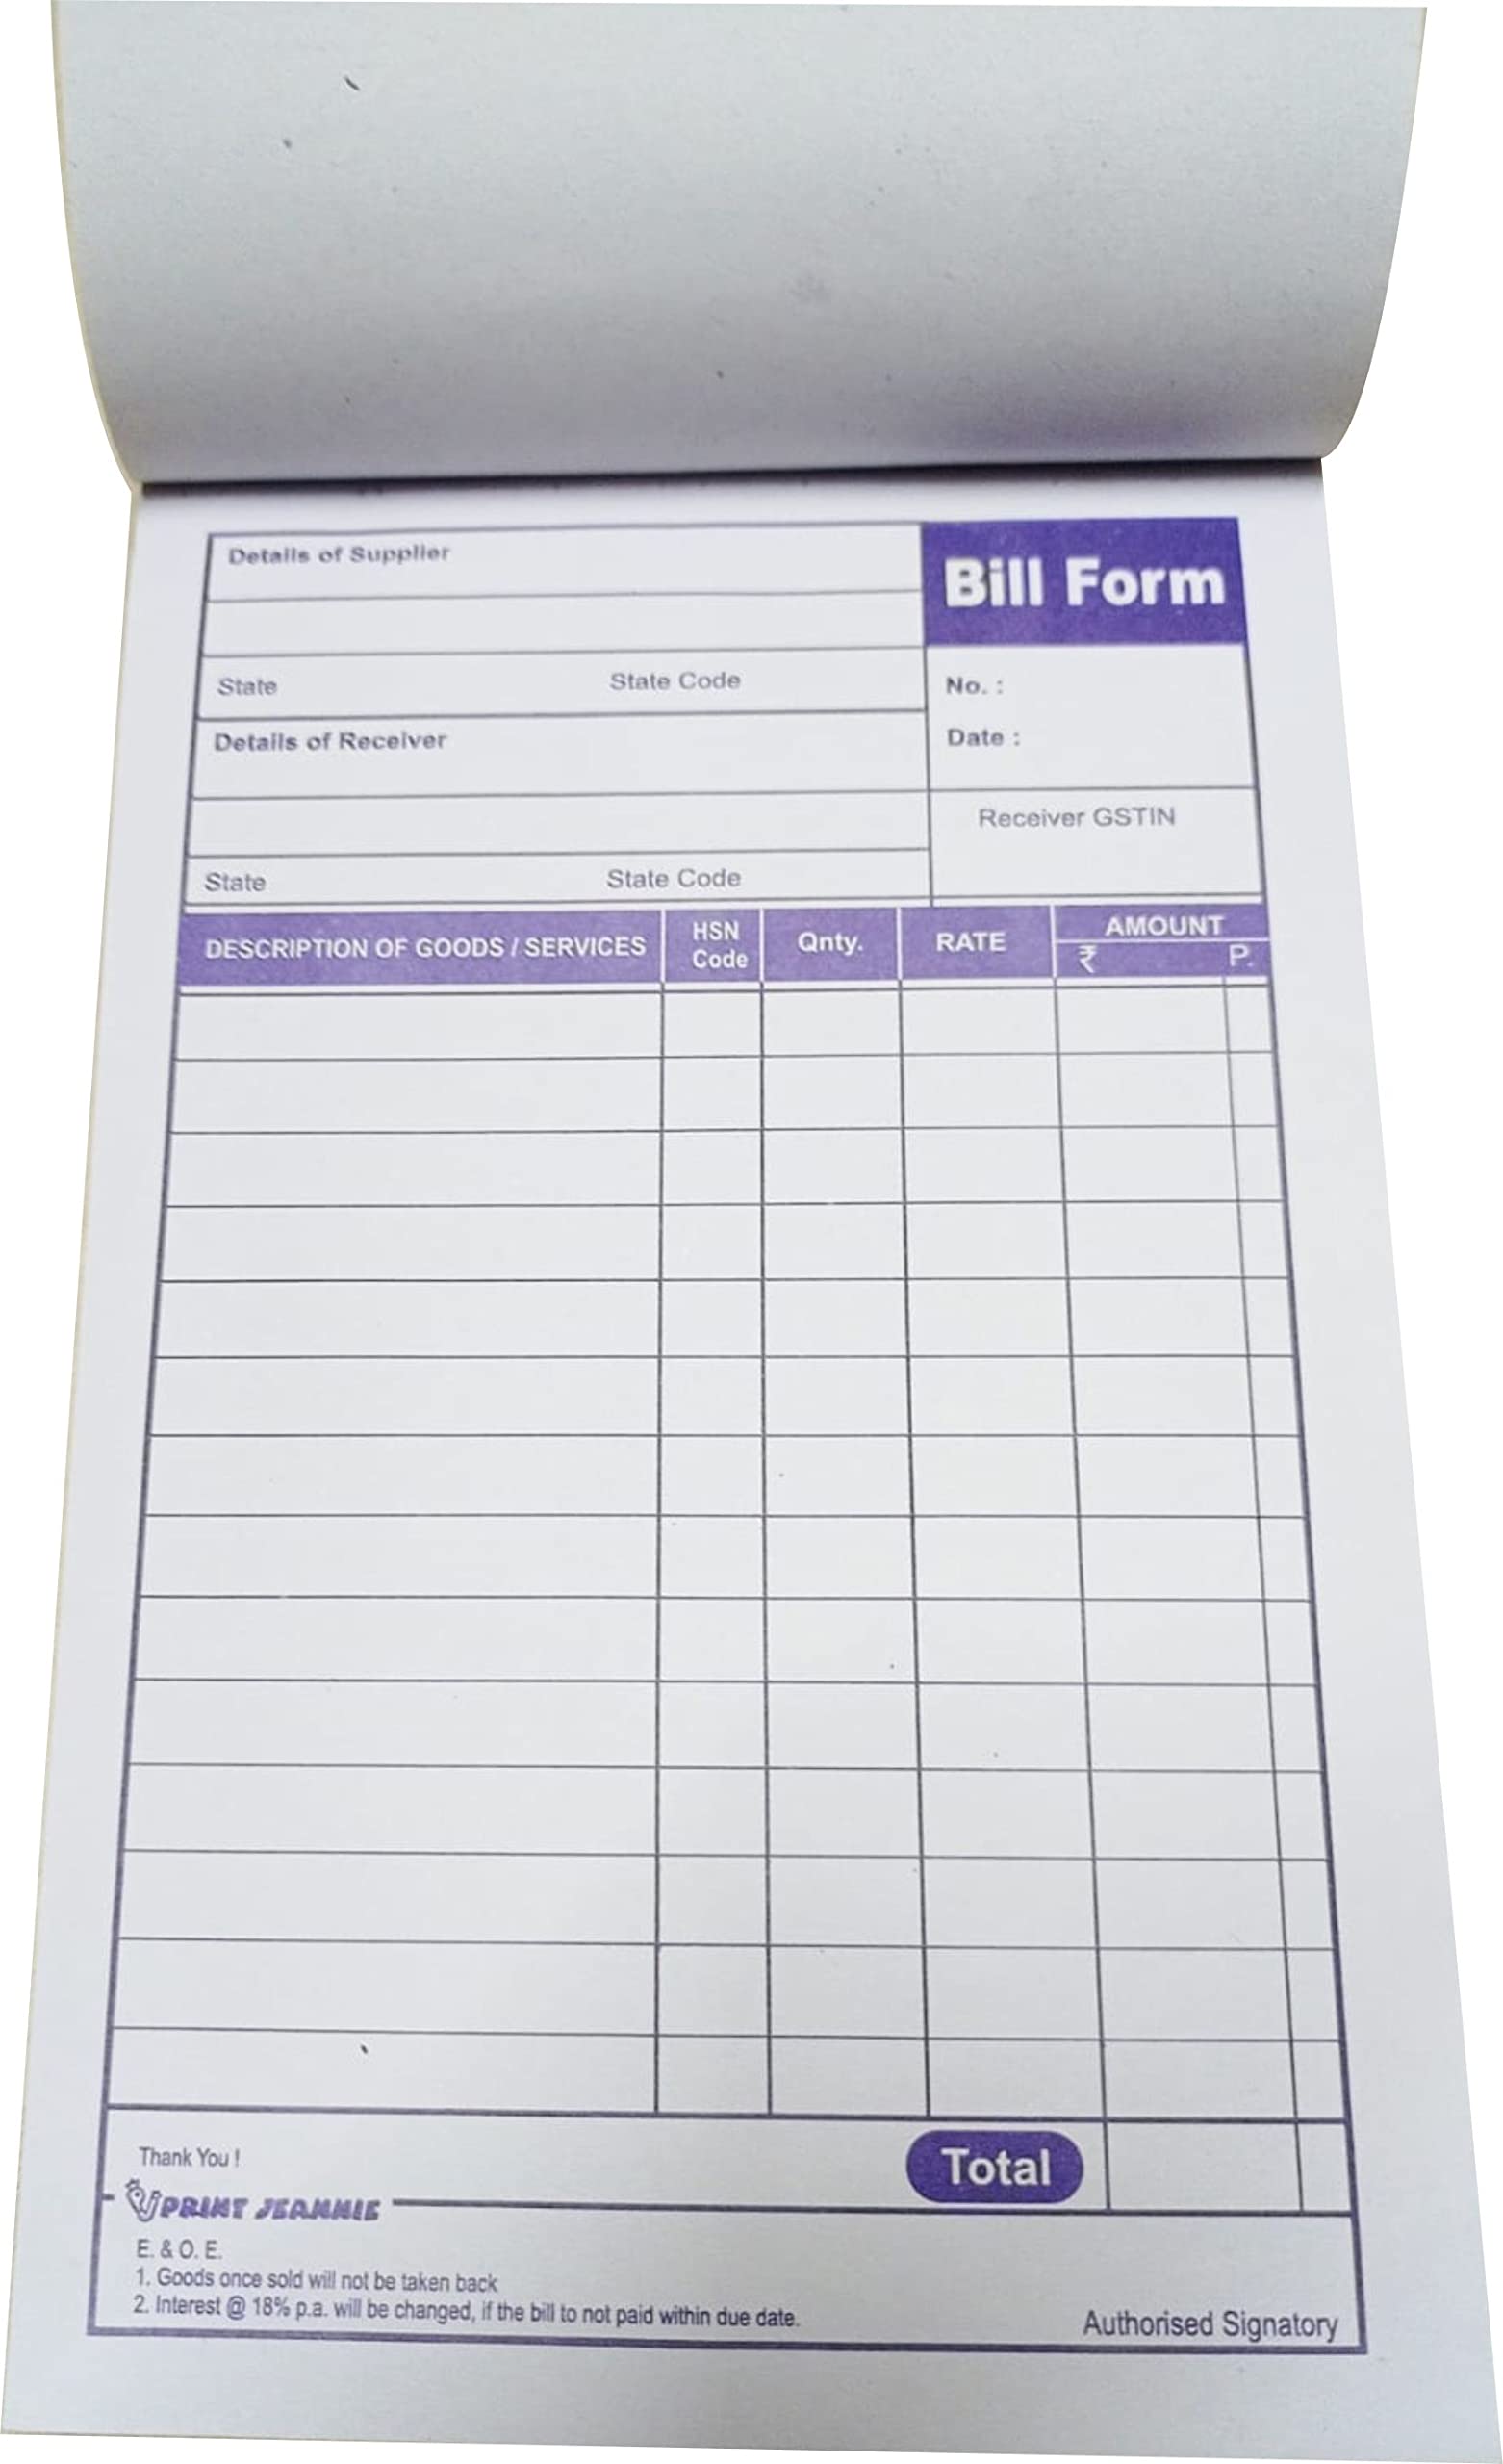 Details of Supplier
Bill Form
State State Code
No. :
Details of Receiver
Date :
Receiver GSTIN
State State Code
DESCRIPTION OF GOODS / SERVICES HSN Code Qnty. RATE AMOUNT
₹ P.
Thank You !
Total
PRINT JEANNIE
E. & O. E.
1. Goods once sold will not be taken back
2. Interest @ 18% p.a. will be changed, if the bill to not paid within due date.
Authorised Signatory